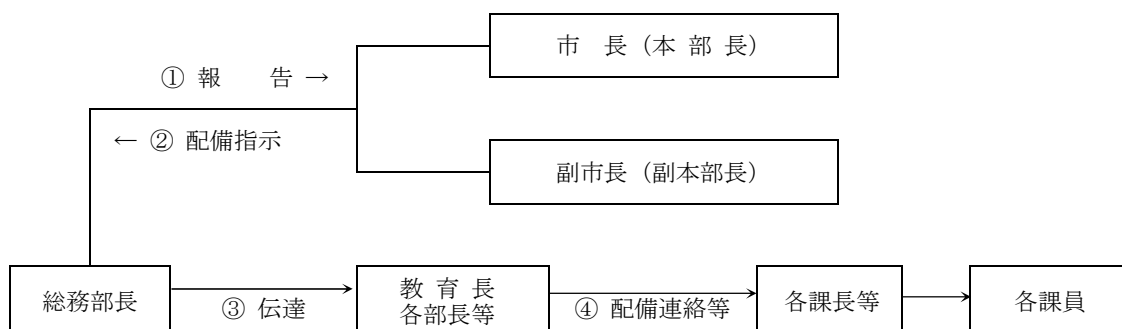 市　長（本 部 長）
① 報　　告 →
← ② 配備指示
副市長（副本部長）
総務部長
③ 伝達
教 育 長
各部長等
④ 配備連絡等
各課長等
各課員